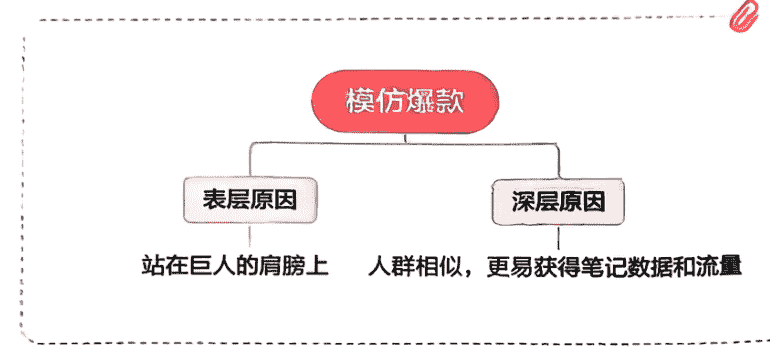 模仿爆款
表层原因
深层原因
站在巨人的肩膀上
人群相似，更易获得笔记数据和流量